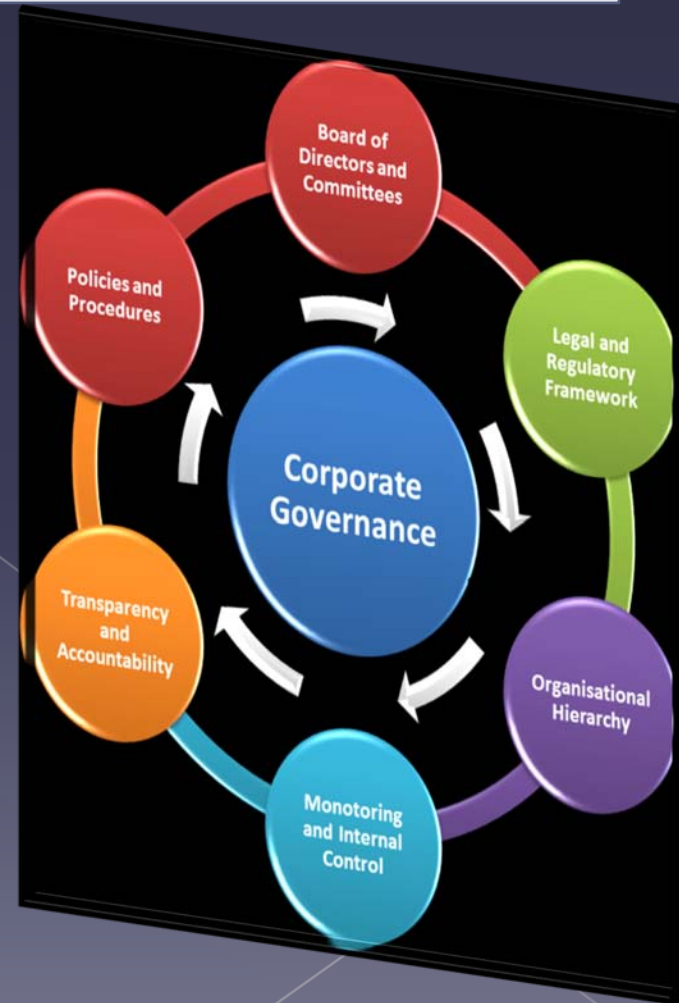 Board of
Directors and
Committees
Policies and
Procedures
Legal and
Regulatory
Framework
Corporate
Governance
Transparency
and
Accountability
Organisational
Hierarchy
Monotoring
and Internal
Control